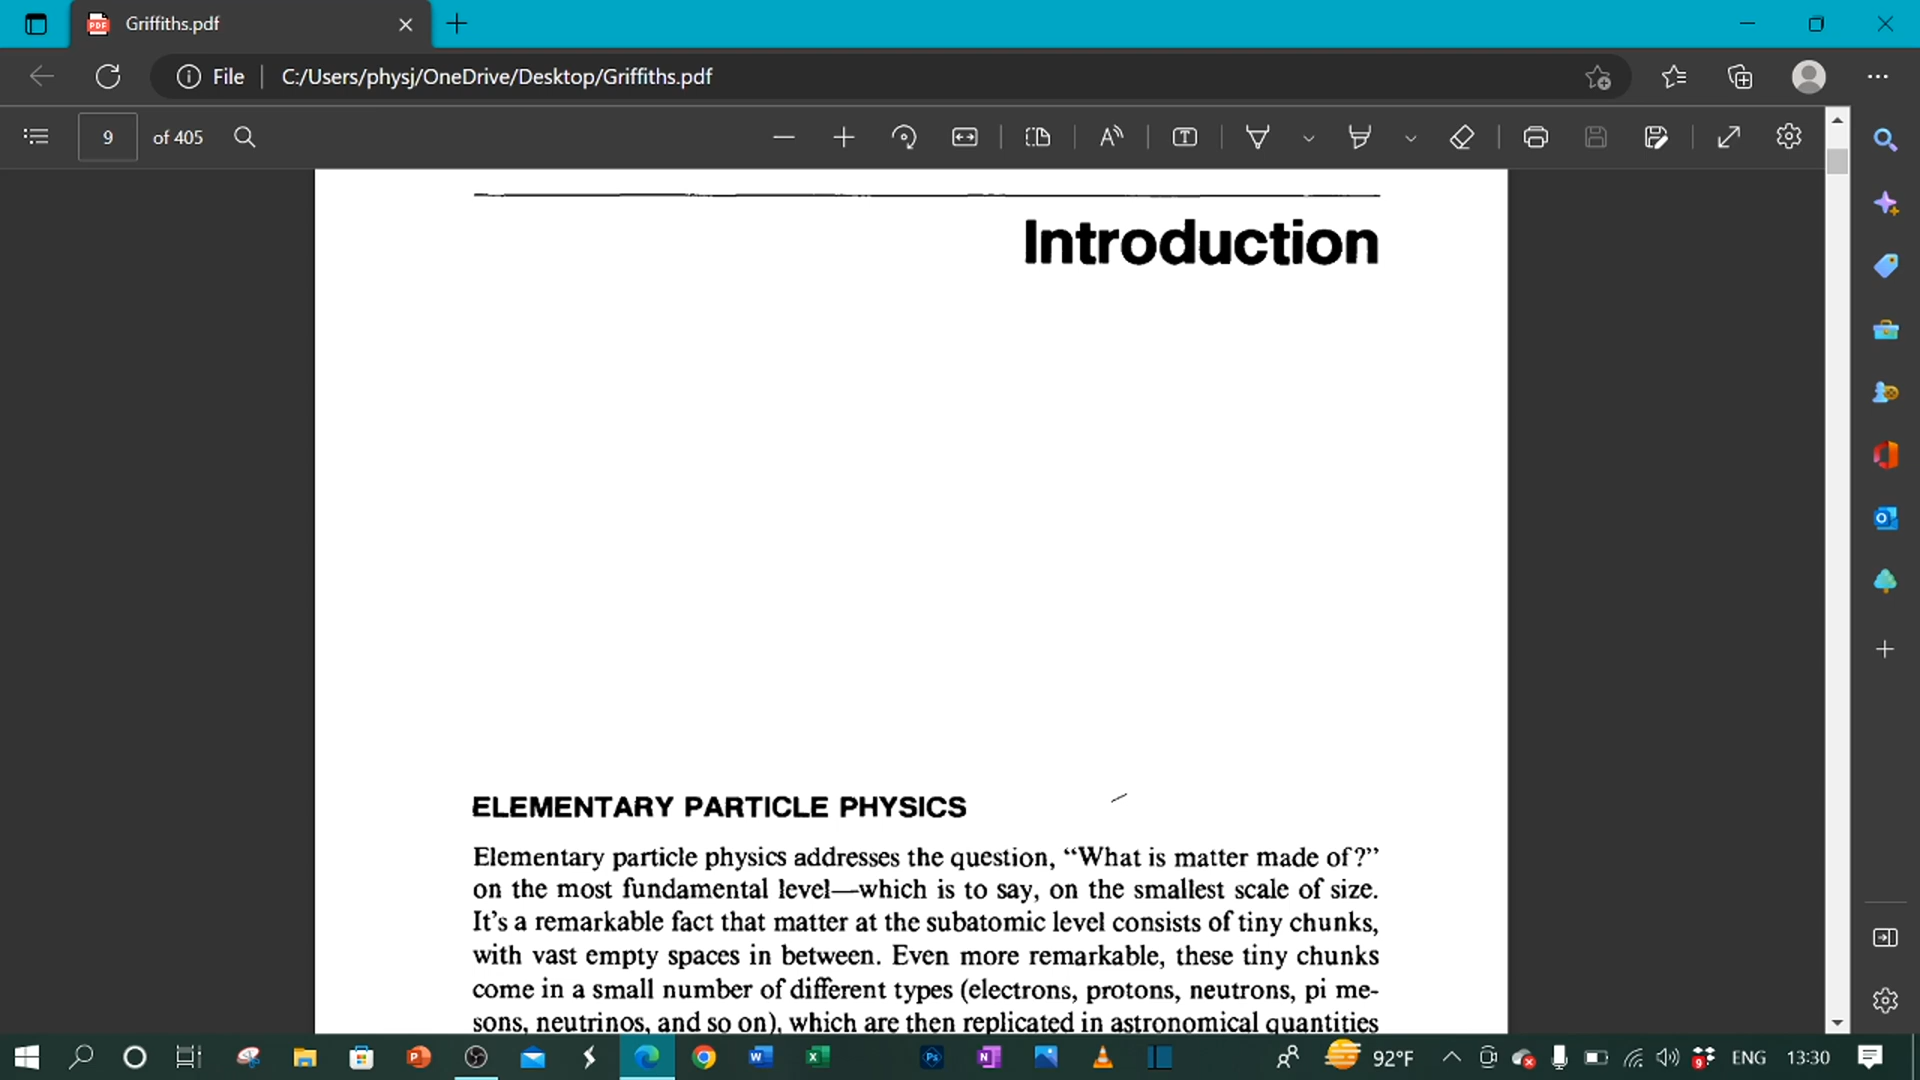 Griffiths.pdf
File C:/Users/physj/OneDrive/Desktop/Griffiths.pdf
9 of 405
Introduction
ELEMENTARY PARTICLE PHYSICS
Elementary particle physics addresses the question, “What is matter made of?”
on the most fundamental level—which is to say, on the smallest scale of size.
It’s a remarkable fact that matter at the subatomic level consists of tiny chunks,
with vast empty spaces in between. Even more remarkable, these tiny chunks
come in a small number of different types (electrons, protons, neutrons, pi me-
sons, neutrinos, and so on), which are then replicated in astronomical quantities
92°F ENG 13:30